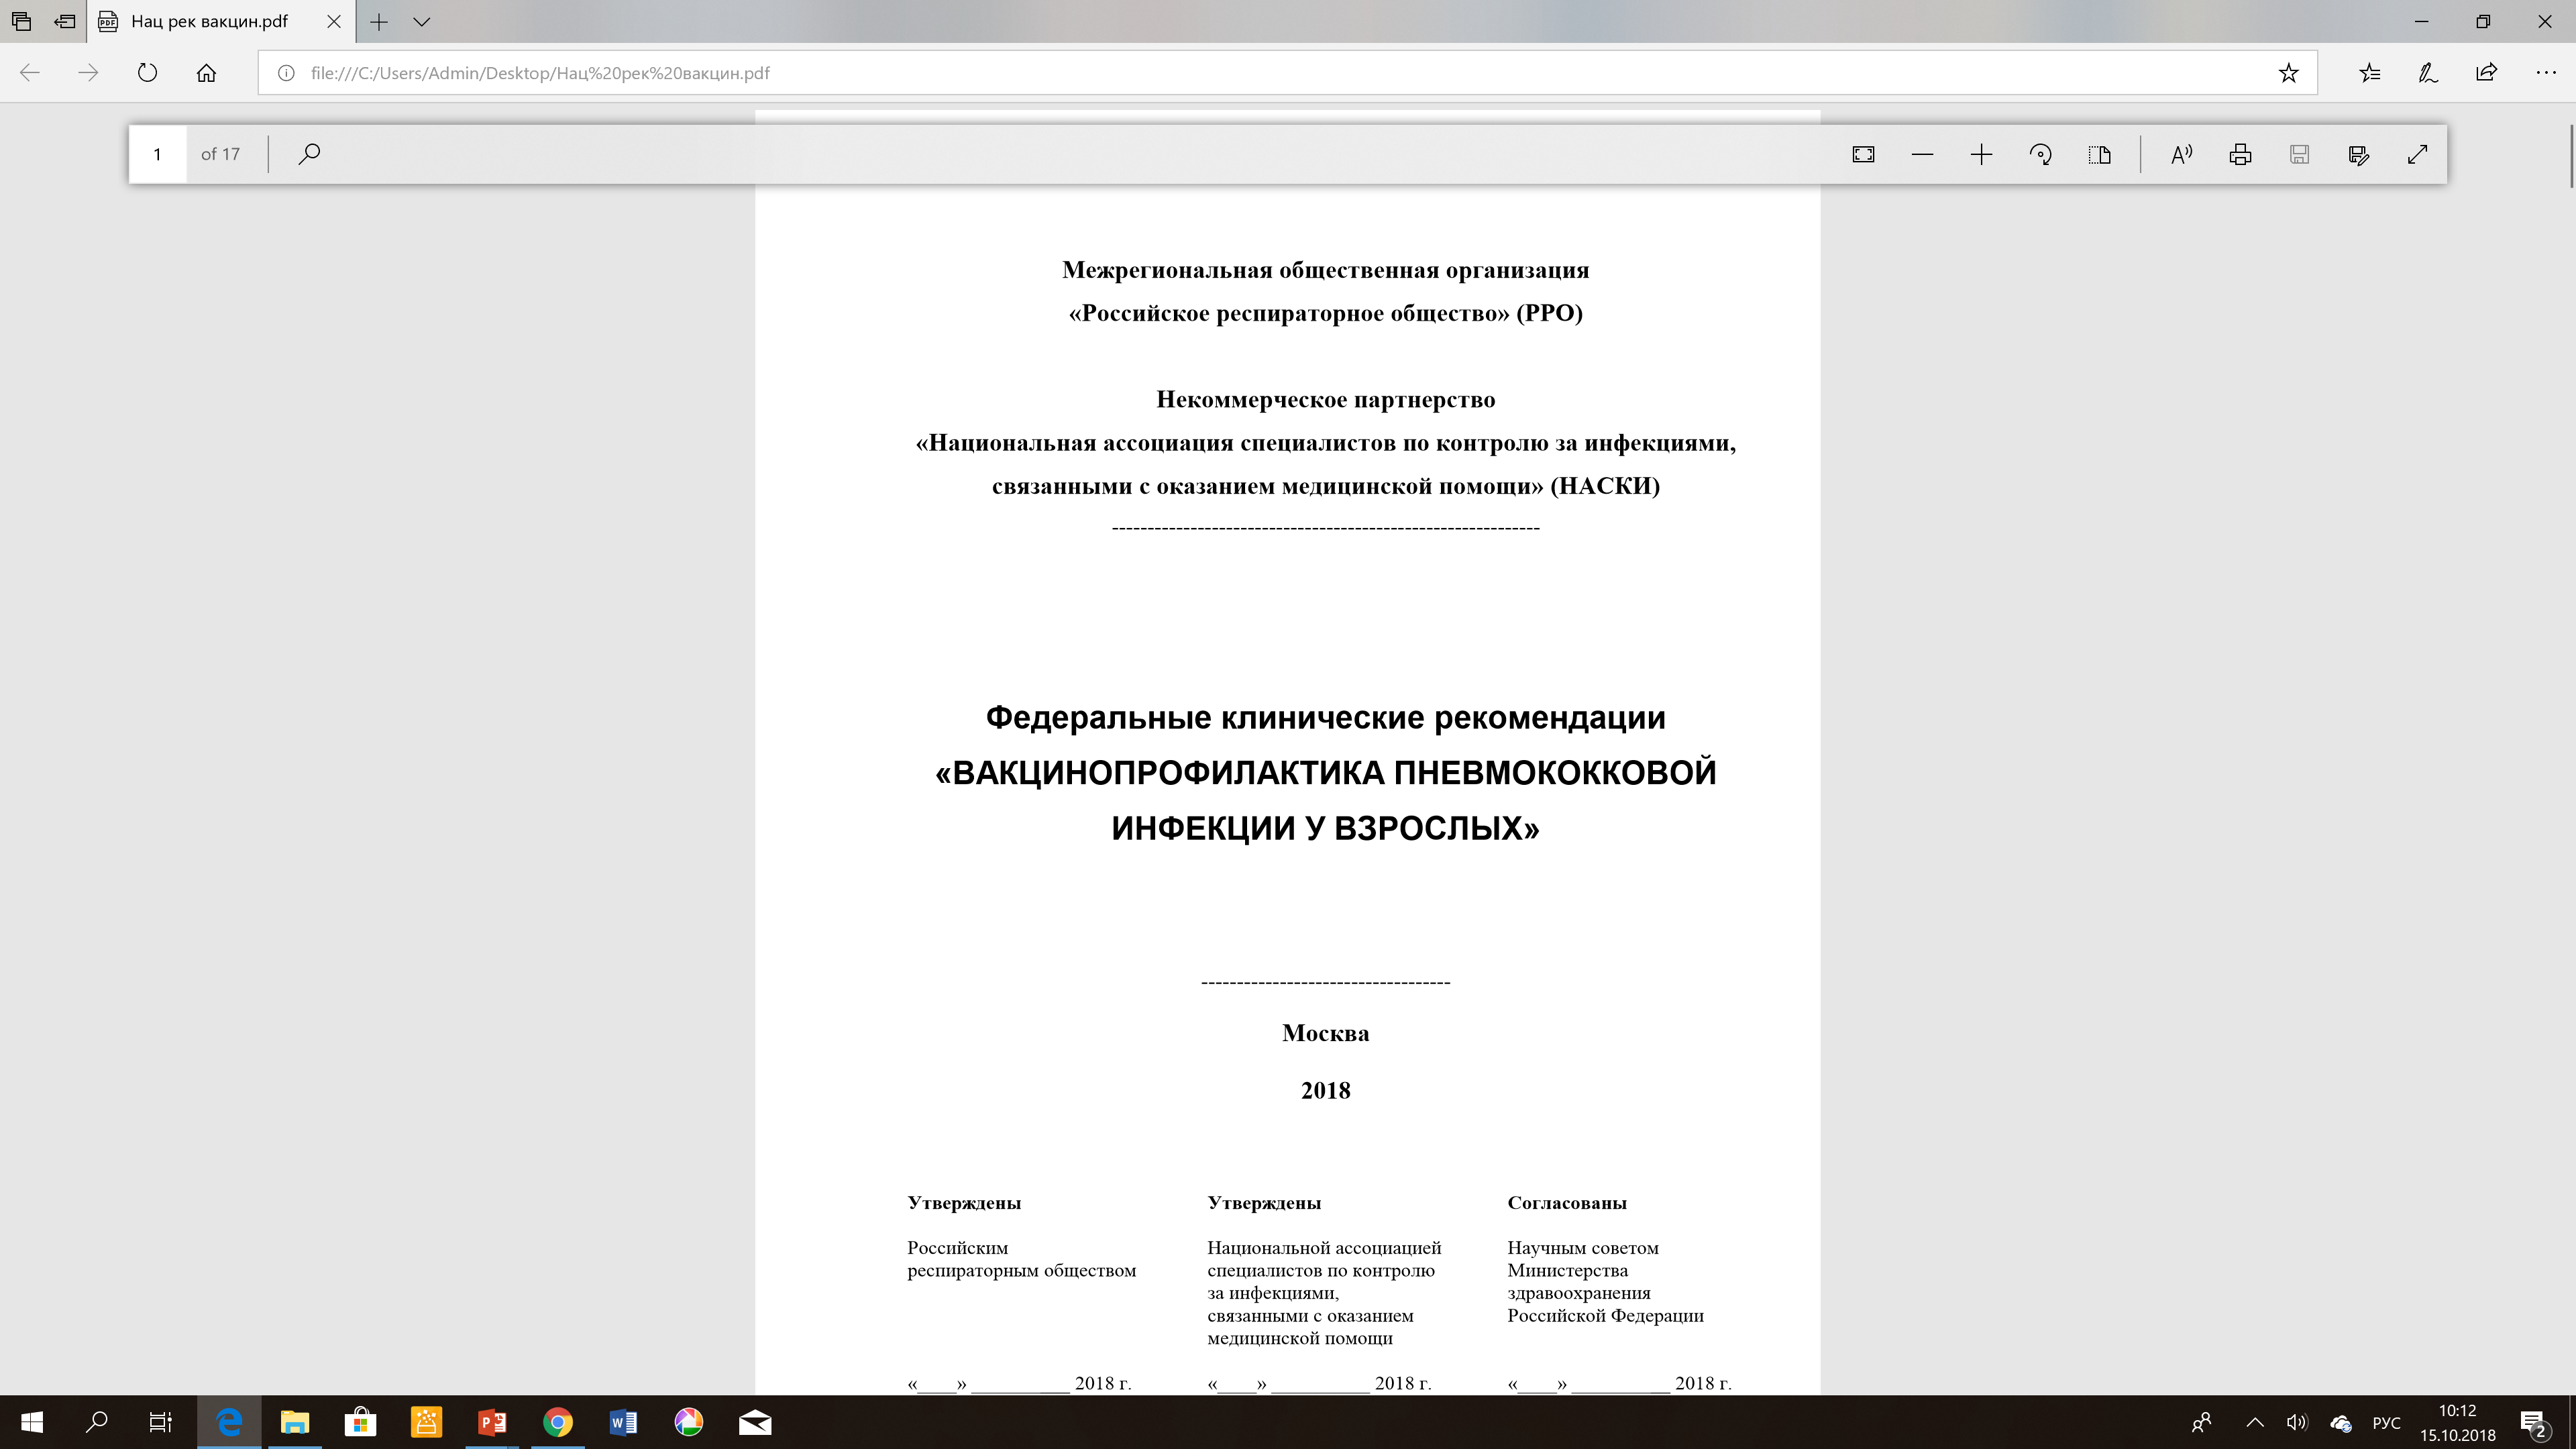 Нац рек вакцин.pdf
file:///C:/Users/Admin/Desktop/Нац%20рек%20вакцин.pdf
1 of 17
Межрегиональная общественная организация
«Российское респираторное общество» (РРО)
Некоммерческое партнерство
«Национальная ассоциация специалистов по контролю за инфекциями,
связанными с оказанием медицинской помощи» (НАСКИ)
------------------------------------------------------------
Федеральные клинические рекомендации
«ВАКЦИНОПРОФИЛАКТИКА ПНЕВМОКОККОВОЙ
ИНФЕКЦИИ У ВЗРОСЛЫХ»
-----------------------------------
Москва
2018
Утверждены
Российским
респираторным обществом
«____» __________ 2018 г.
Утверждены
Национальной ассоциацией
специалистов по контролю
за инфекциями,
связанными с оказанием
медицинской помощи
«____» __________ 2018 г.
Согласованы
Научным советом
Министерства
здравоохранения
Российской Федерации
«____» __________ 2018 г.
РУС
10:12
15.10.2018
2